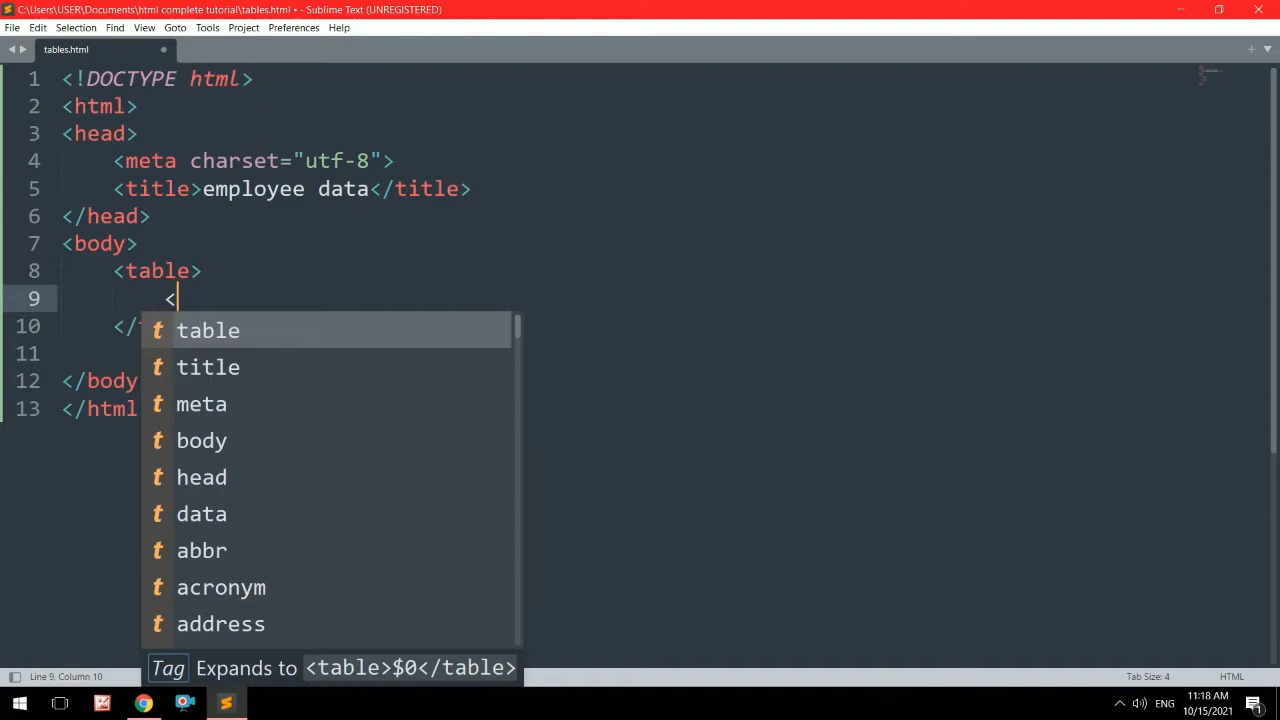 C:\Users\USER\Documents\html complete tutorial\tables.html • - Sublime Text (UNREGISTERED)
File Edit Selection Find View Goto Tools Project Preferences Help
tables.html
1 <!DOCTYPE html>
2 <html>
3 <head>
4 <meta charset="utf-8">
5 <title>employee data</title>
6 </head>
7 <body>
8 <table>
9 <
10 </
11
12 </body
13 </html
t table
t title
t meta
t body
t head
t data
t abbr
t acronym
t address
Tag Expands to <table>$0</table>
Line 9, Column 10 Tab Size: 4 HTML
ENG 11:18 AM
10/15/2021 1